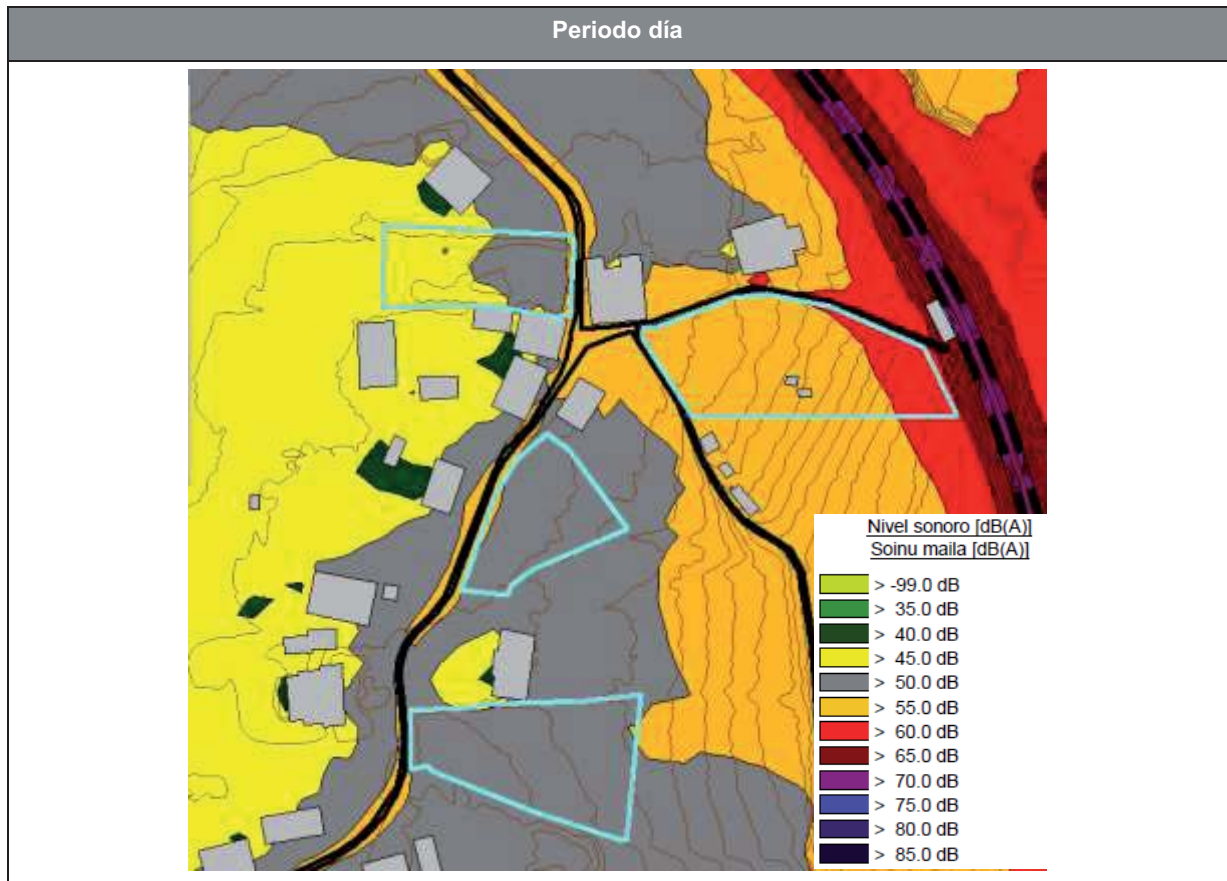 Periodo día
Nivel sonoro [dB(A)]
Soinu maila [dB(A)]
> -99.0 dB
> 35.0 dB
> 40.0 dB
> 45.0 dB
> 50.0 dB
> 55.0 dB
> 60.0 dB
> 65.0 dB
> 70.0 dB
> 75.0 dB
> 80.0 dB
> 85.0 dB